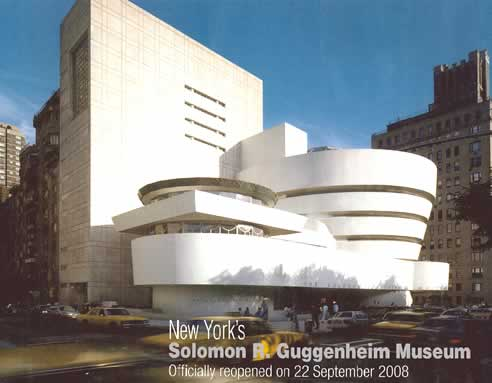 New York's
Solomon R. Guggenheim Museum
Officially reopened on 22 September 2008